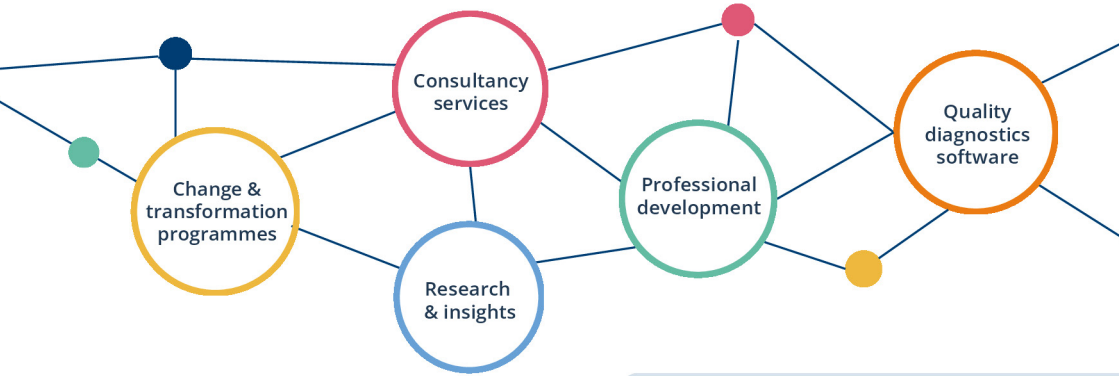 Consultancy
services
Quality
diagnostics
software
Change &
transformation
programmes
Professional
development
Research
& insights